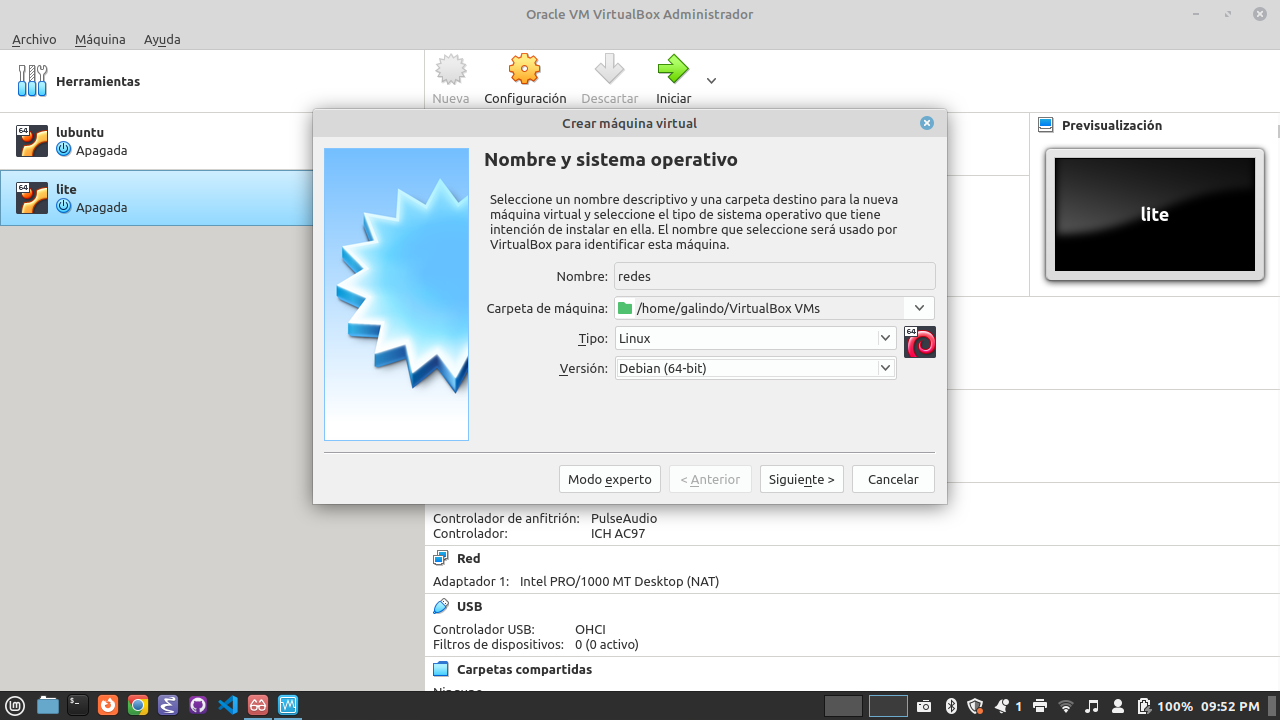 Oracle VM VirtualBox Administrador
Archivo Máquina Ayuda
Herramientas
Nueva Configuración Descartar Iniciar
64
lubuntu
Apagada
64
lite
Apagada
Previsualización
lite
Crear máquina virtual
Nombre y sistema operativo
Seleccione un nombre descriptivo y una carpeta destino para la nueva
máquina virtual y seleccione el tipo de sistema operativo que tiene
intención de instalar en ella. El nombre que seleccione será usado por
VirtualBox para identificar esta máquina.
Nombre: redes
Carpeta de máquina: /home/galindo/VirtualBox VMs
Tipo: Linux
64
Versión: Debian (64-bit)
Modo experto < Anterior Siguiente > Cancelar
Controlador de anfitrión: PulseAudio
Controlador: ICH AC97
Red
Adaptador 1: Intel PRO/1000 MT Desktop (NAT)
USB
Controlador USB: OHCI
Filtros de dispositivos: 0 (0 activo)
Carpetas compartidas
Ninguno
1 100% 09:52 PM